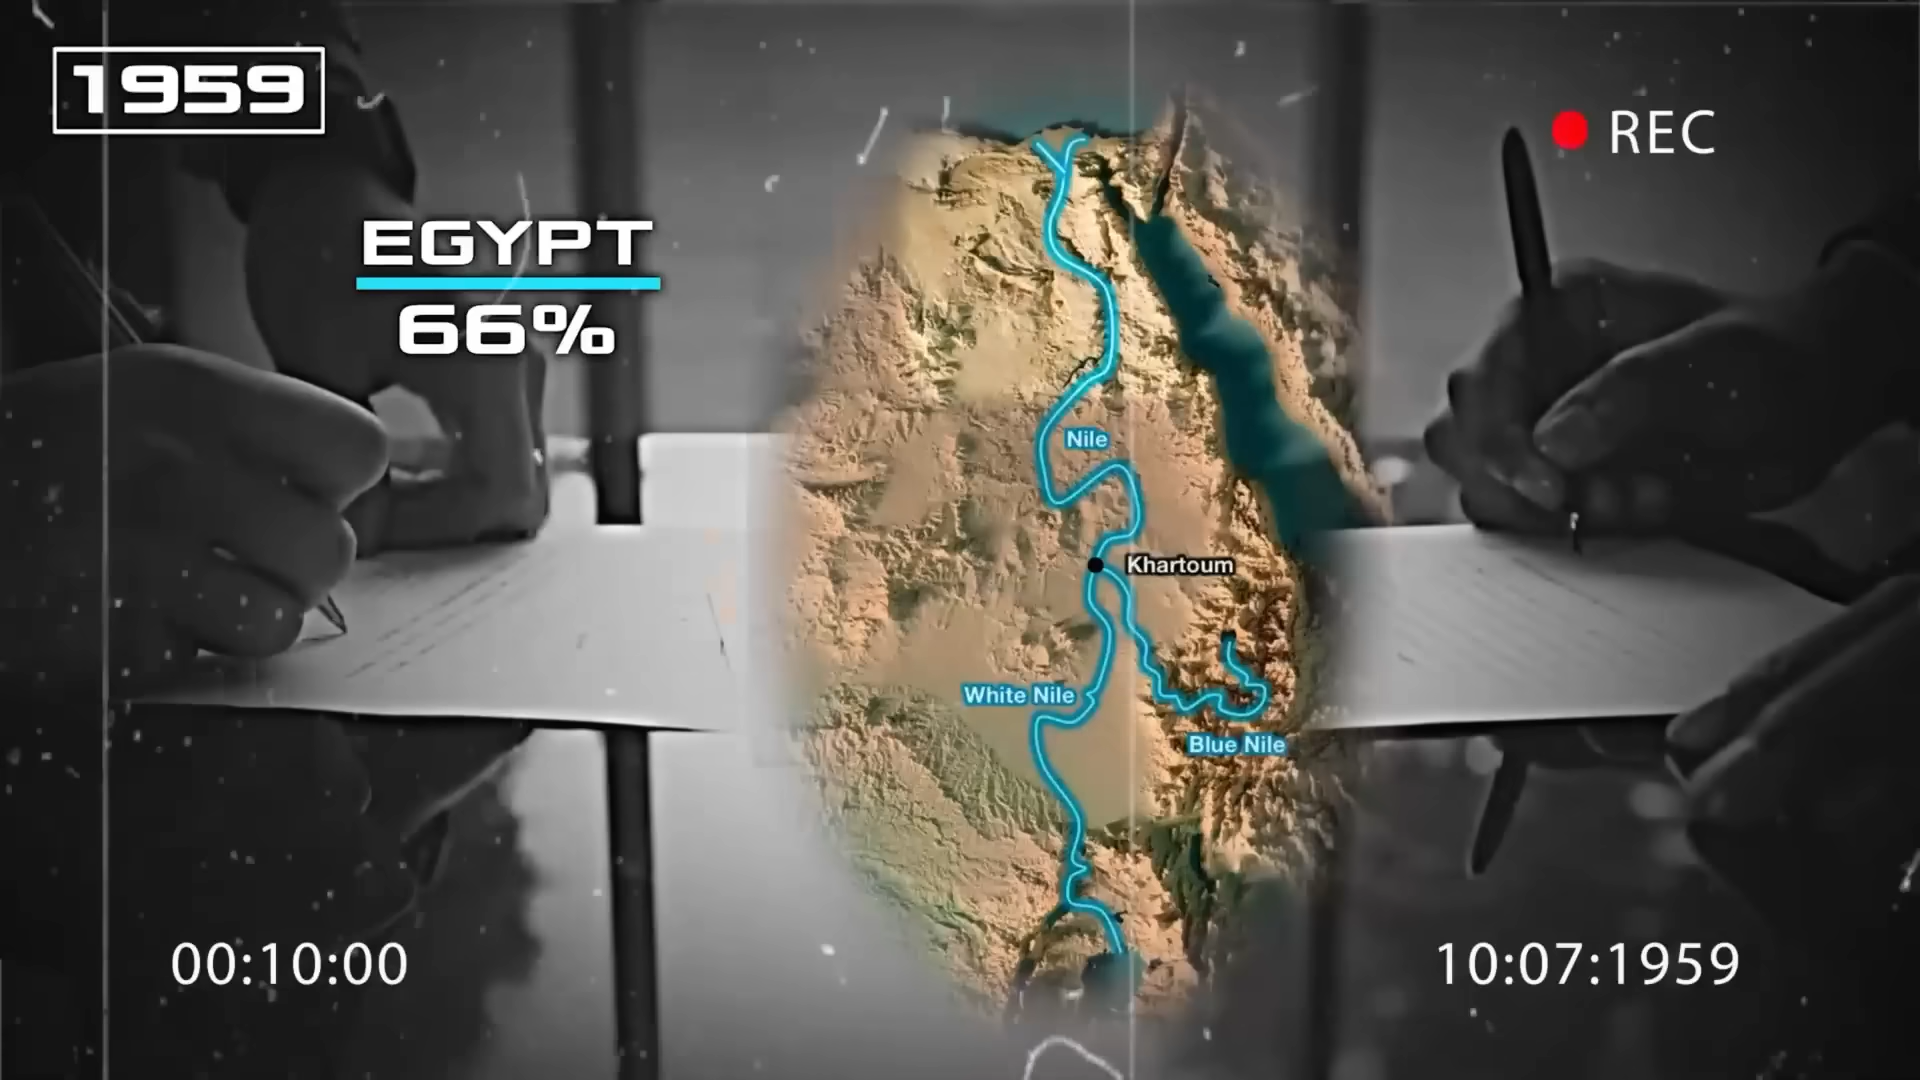 1959
REC
EGYPT
66%
Nile
Khartoum
White Nile
Blue Nile
00:10:00
10:07:1959